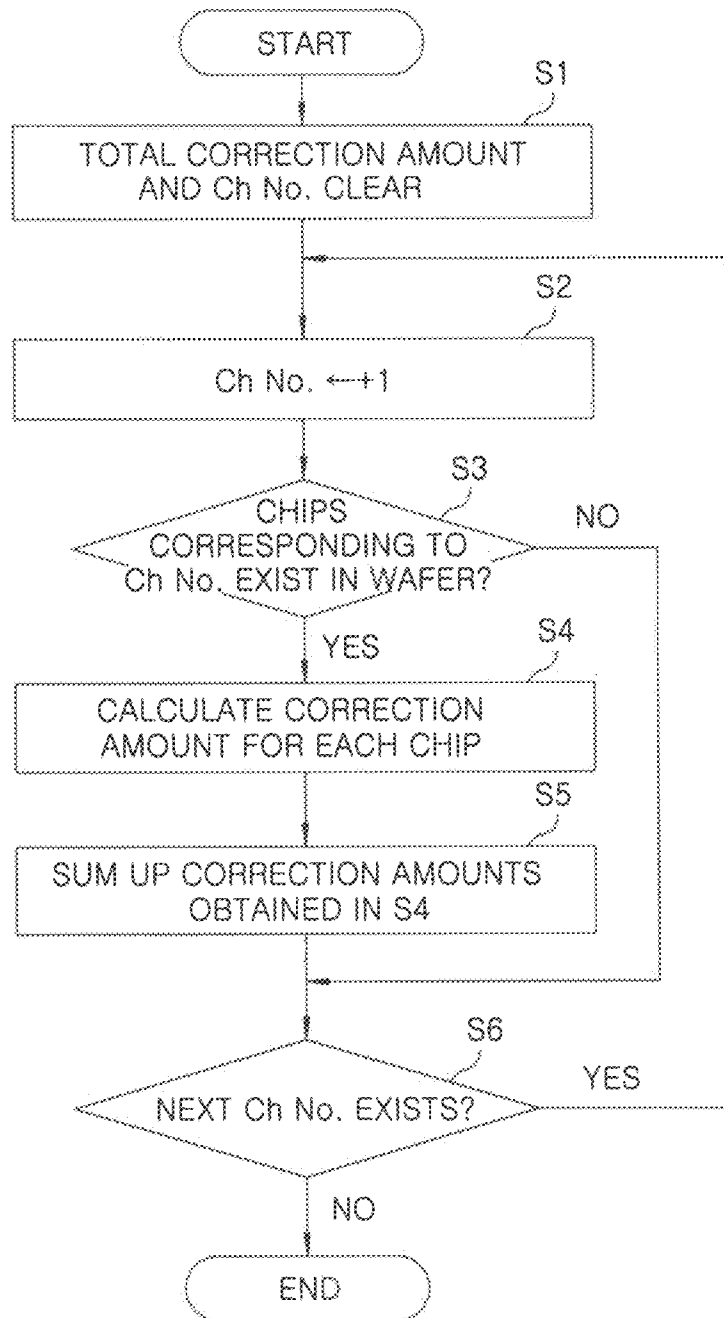 START
S1
TOTAL CORRECTION AMOUNT
AND Ch No. CLEAR
S2
Ch No. ←+1
S3
CHIPS
CORRESPONDING TO
Ch No. EXIST IN WAFER?
NO
YES
S4
CALCULATE CORRECTION
AMOUNT FOR EACH CHIP
S5
SUM UP CORRECTION AMOUNTS
OBTAINED IN S4
S6
NEXT Ch No. EXISTS?
YES
NO
END